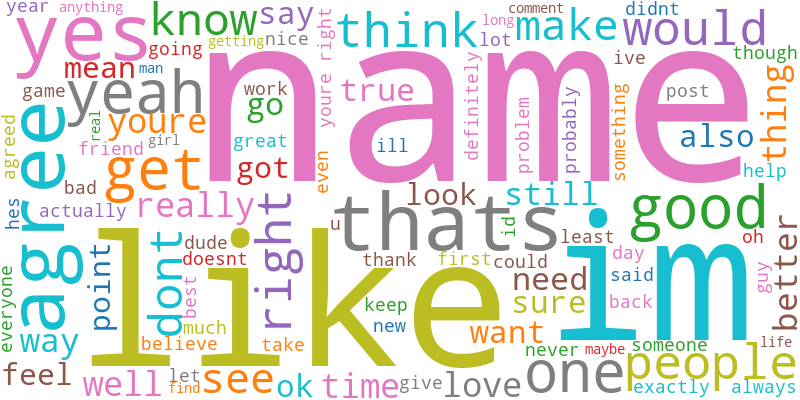 year
anything
yes
know
say
nice
going
getting
mean
man
think
long
comment
make
lot
didnt
would
though
ive
name
yeah
game
work
go
youre right
true
definitely
problem
probably
something
post
also
thing
youre
real
great
girl
friend
agreed
agree
get
got
ill
even
help
bad
hes
actually
really
look
still
good
right
u
thats
id
least
oh
better
dude
doesnt
dont
point
best
everyone
much
like
thank
first
could
need
im
day
said
back
guy
keep
new
sure
way
believe
take
want
never
maybe
someone
life
feel
well
let
find
see
ok
time
give
love
one
people
exactly
always